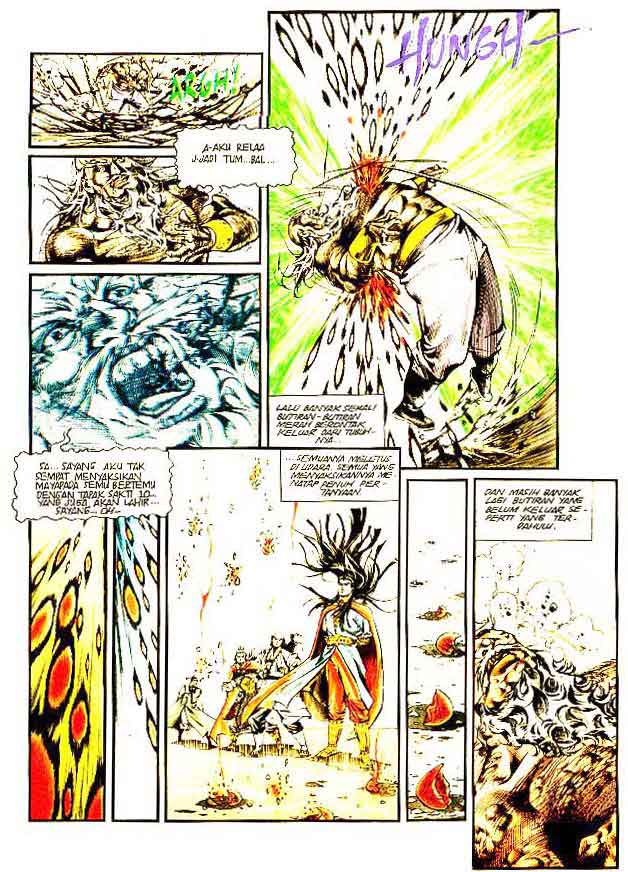 ARGH!
HUNGH
A-AKU RELAA
J-JADI TUM...BAL...
LALU BANYAK SEKALI
BUTIRAN-BUTIRAN
MERAH BERONTAK
KELUAR DARI TUBUH-
NYA...
SA... SAYANG AKU TAK
SEMPAT MENYAKSIKAN
MAYAPADA SEMU BERTEMU
DENGAN TAPAK SAKTI 10...
YANG JUGA AKAN LAHIR...
SAYANG... OH--
...SEMUANYA MELETUS
DI UDARA. SEMUA YANG
MENYAKSIKANNYA ME-
NATAP PENUH PER-
TANYAAN.
DAN MASIH BANYAK
LAGI BUTIRAN YANG
BELUM KELUAR SE-
PERTI YANG TER-
DAHULU.